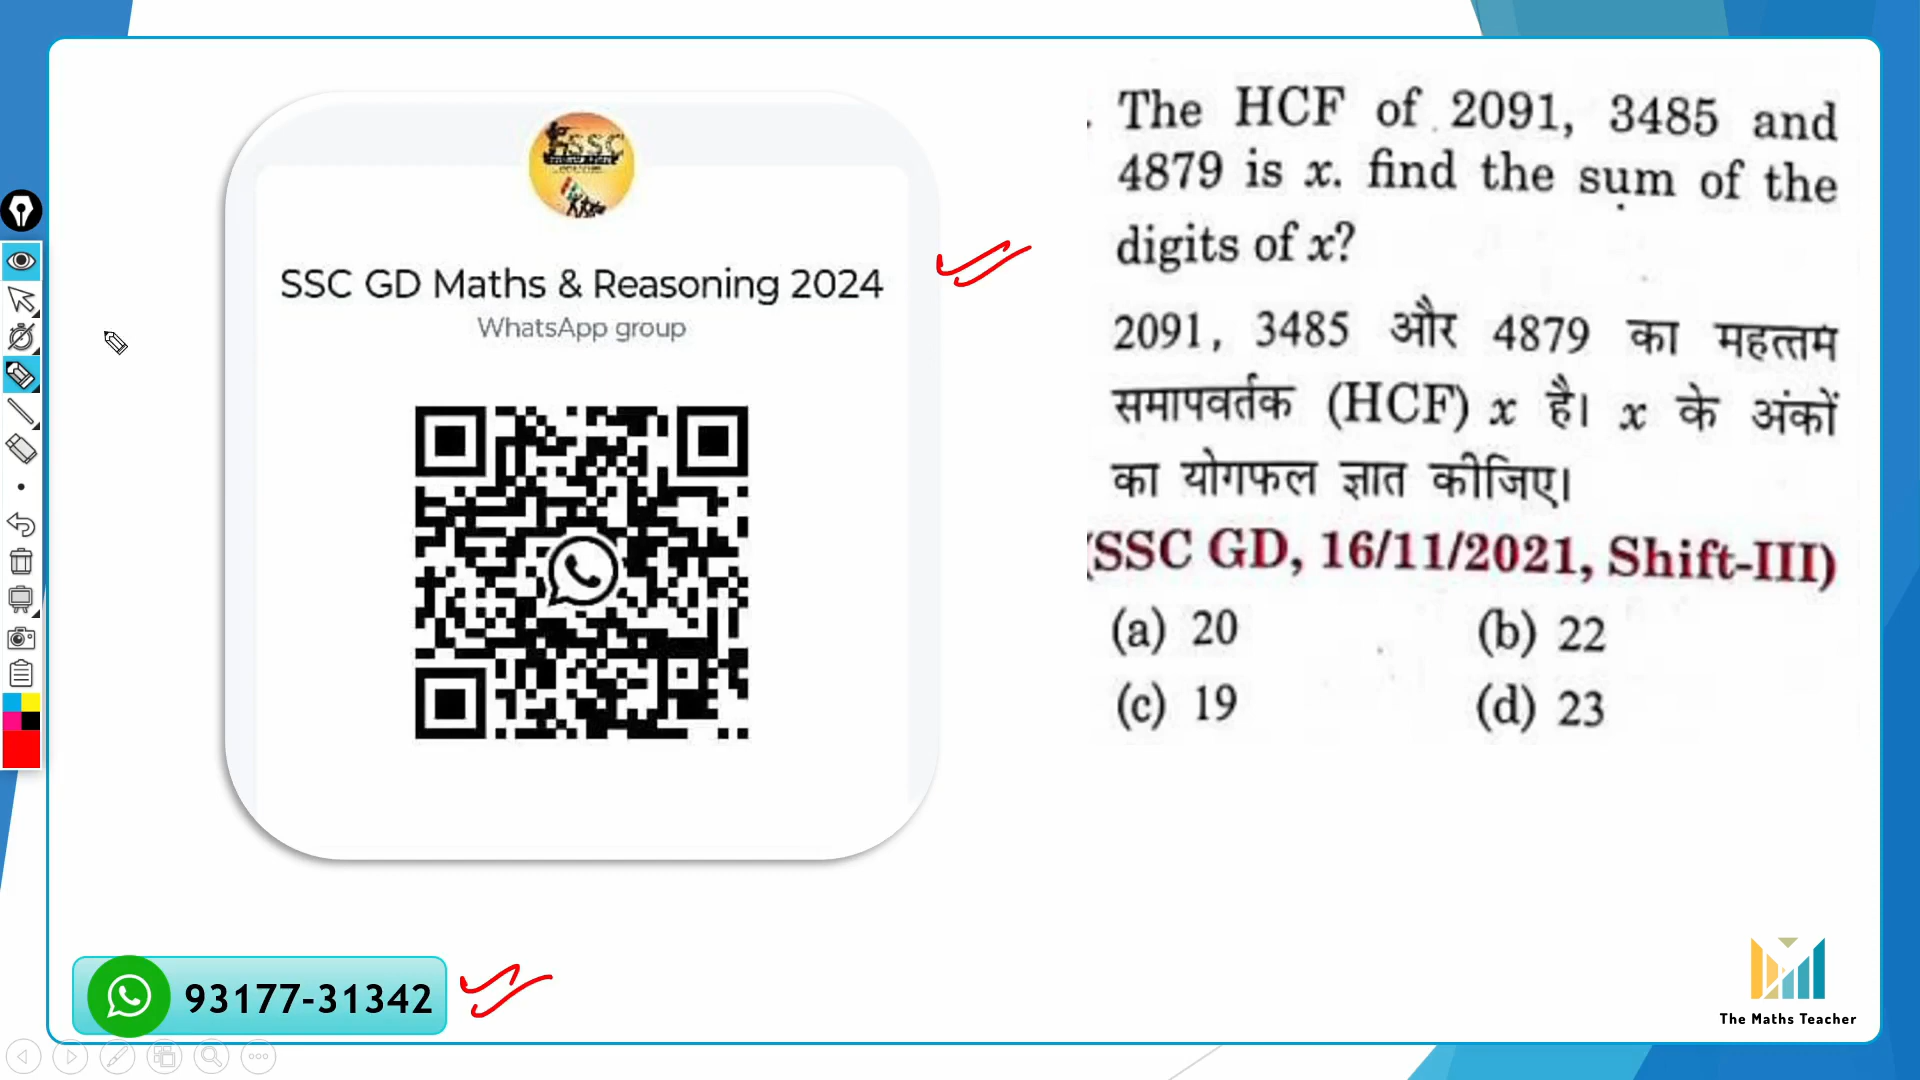 SSC
SSC GD Maths & Reasoning 2024
WhatsApp group
93177-31342
The HCF of 2091, 3485 and
4879 is x. find the sum of the
digits of x?
2091, 3485 और 4879 का महत्तम
समापवर्तक (HCF) x है। x के अंकों
का योगफल ज्ञात कीजिए।
(SSC GD, 16/11/2021, Shift-III)
(a) 20 (b) 22
(c) 19 (d) 23
The Maths Teacher